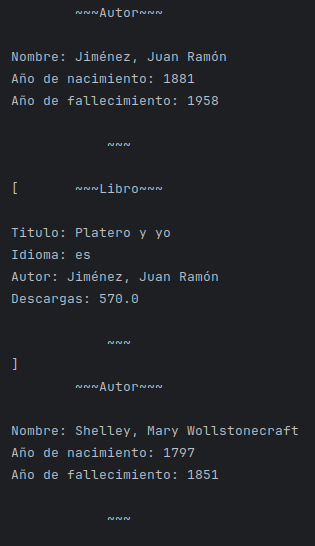 ~~~Autor~~~
Nombre: Jiménez, Juan Ramón
Año de nacimiento: 1881
Año de fallecimiento: 1958
~~~
[ ~~~Libro~~~
Titulo: Platero y yo
Idioma: es
Autor: Jiménez, Juan Ramón
Descargas: 570.0
~~~
]
~~~Autor~~~
Nombre: Shelley, Mary Wollstonecraft
Año de nacimiento: 1797
Año de fallecimiento: 1851
~~~